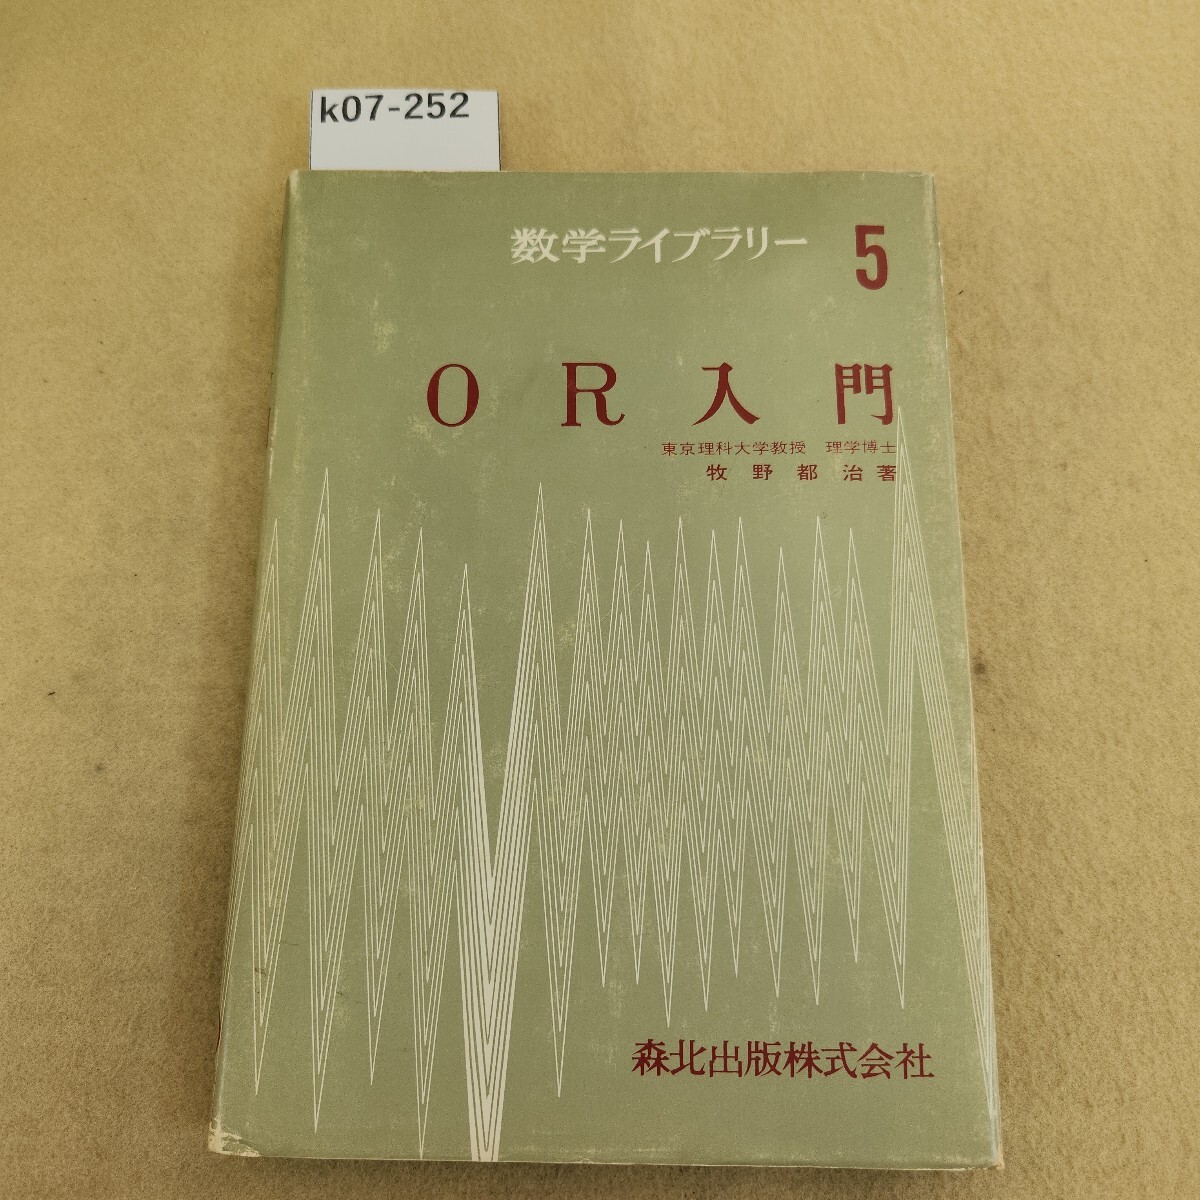 k07-252
数学ライブラリー 5
OR入門
東京理科大学教授 理学博士
牧野都治著
森北出版株式会社